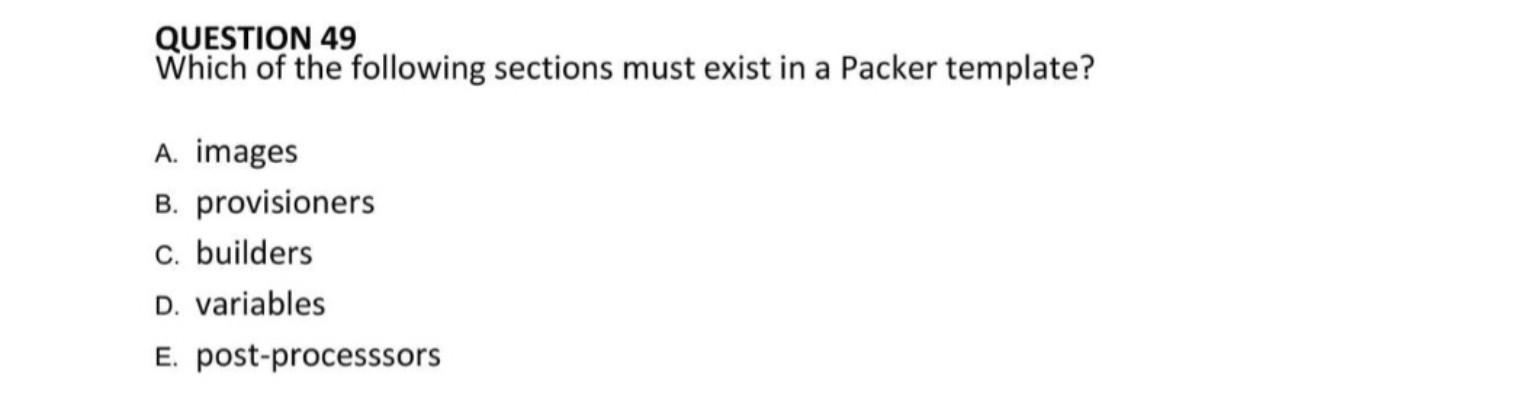 QUESTION 49
Which of the following sections must exist in a Packer template?
A. images
B. provisioners
C. builders
D. variables
E. post-processsors